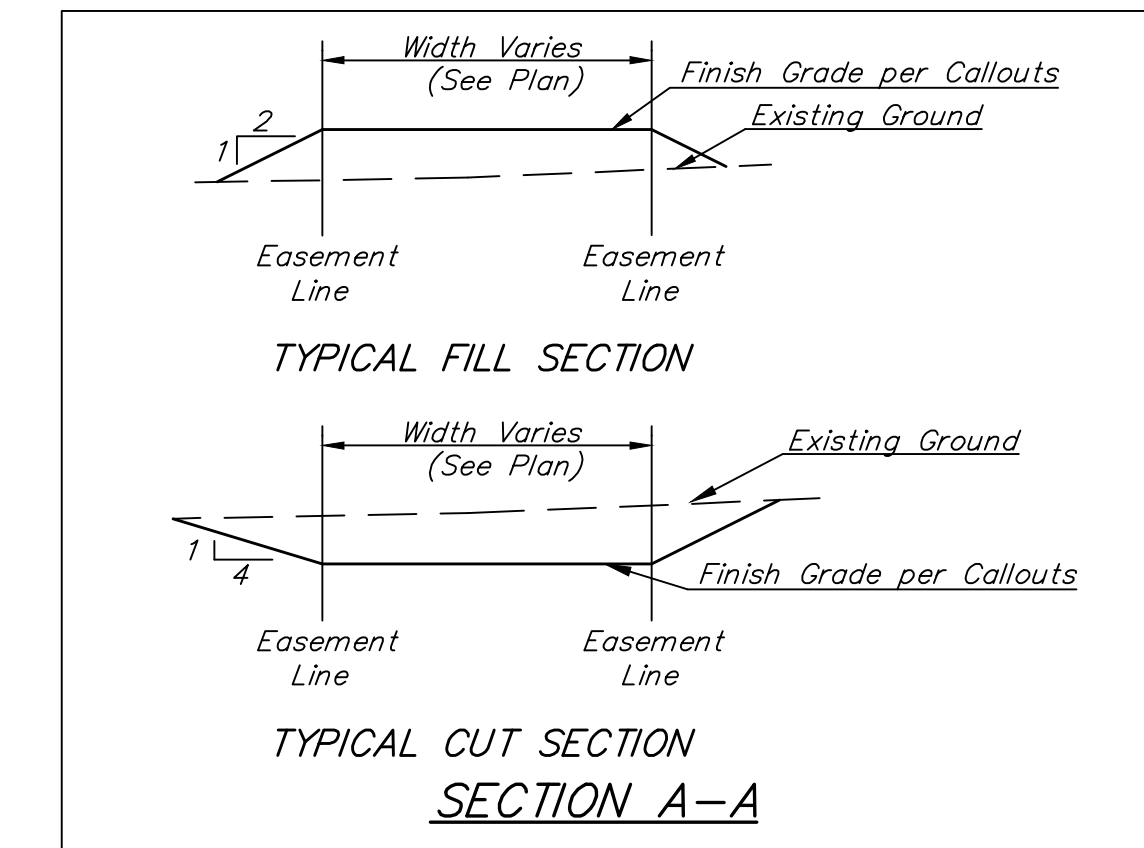 Width Varies
(See Plan)
Finish Grade per Callouts
Existing Ground
2
1
Easement
Line
Easement
Line
TYPICAL FILL SECTION
Width Varies
(See Plan)
Existing Ground
1
4
Finish Grade per Callouts
Easement
Line
Easement
Line
TYPICAL CUT SECTION
SECTION A-A